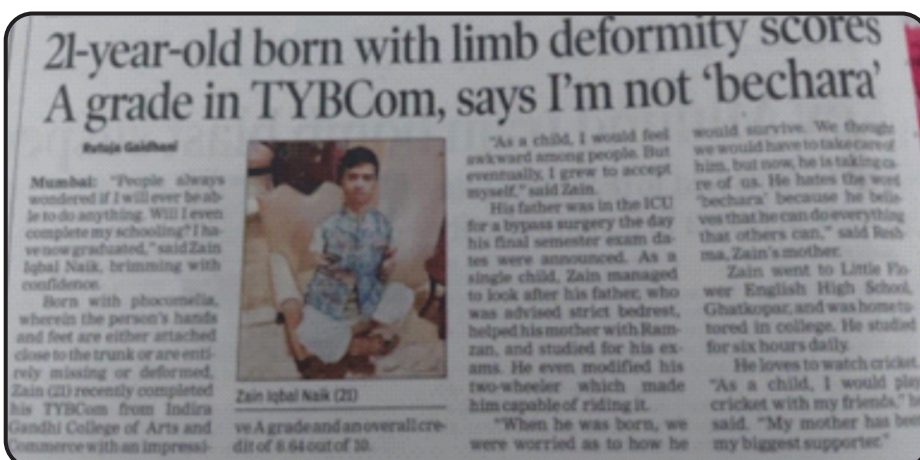 21-year-old born with limb deformity scores
A grade in TYBCom, says I'm not 'bechara'
Rutuja Gaidhani
Mumbai: "People always
wondered if I will ever be ab-
le to do anything. Will I even
complete my schooling? I ha-
ve now graduated," said Zain
Iqbal Naik, brimming with
confidence.
Born with phocomelia,
wherein the person's hands
and feet are either attached
close to the trunk or are enti-
rely missing or deformed,
Zain (21) recently completed
his TYBCom from Indira
Gandhi College of Arts and
Commerce with an impressi-
Zain Iqbal Naik (21)
ve A grade and an overall cre-
dit of 8.64 out of 10.
"As a child, I would feel
awkward among people. But
eventually, I grew to accept
myself," said Zain.
His father was in the ICU
for a bypass surgery the day
his final semester exam da-
tes were announced. As a
single child, Zain managed
to look after his father, who
was advised strict bedrest,
helped his mother with Ram-
zan, and studied for his ex-
ams. He even modified his
two-wheeler which made
him capable of riding it.
"When he was born, we
were worried as to how he
would survive. We though
we would have to take care of
him, but now, he is taking ca-
re of us. He hates the word
'bechara' because he belie-
ves that he can do everything
that others can," said Resh-
ma, Zain's mother.
Zain went to Little Flo-
wer English High School,
Ghatkopar, and was home tu-
tored in college. He studied
for six hours daily.
He loves to watch cricket.
"As a child, I would play
cricket with my friends," he
said. "My mother has been
my biggest supporter."